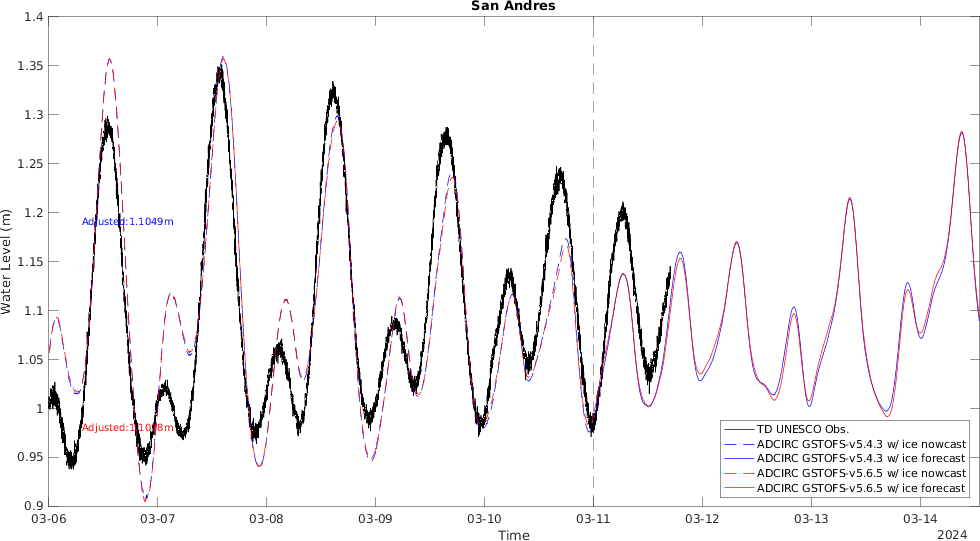 San Andres
1.4
1.35
1.3
1.25
1.2
1.15
1.1
1.05
1
0.95
0.9
Water Level (m)
Adjusted:1.1049m
Adjusted:1.1098m
TD UNESCO Obs.
ADCIRC GSTOFS-v5.4.3 w/ ice nowcast
ADCIRC GSTOFS-v5.4.3 w/ ice forecast
ADCIRC GSTOFS-v5.6.5 w/ ice nowcast
ADCIRC GSTOFS-v5.6.5 w/ ice forecast
03-06 03-07 03-08 03-09 03-10 03-11 03-12 03-13 03-14
Time
2024